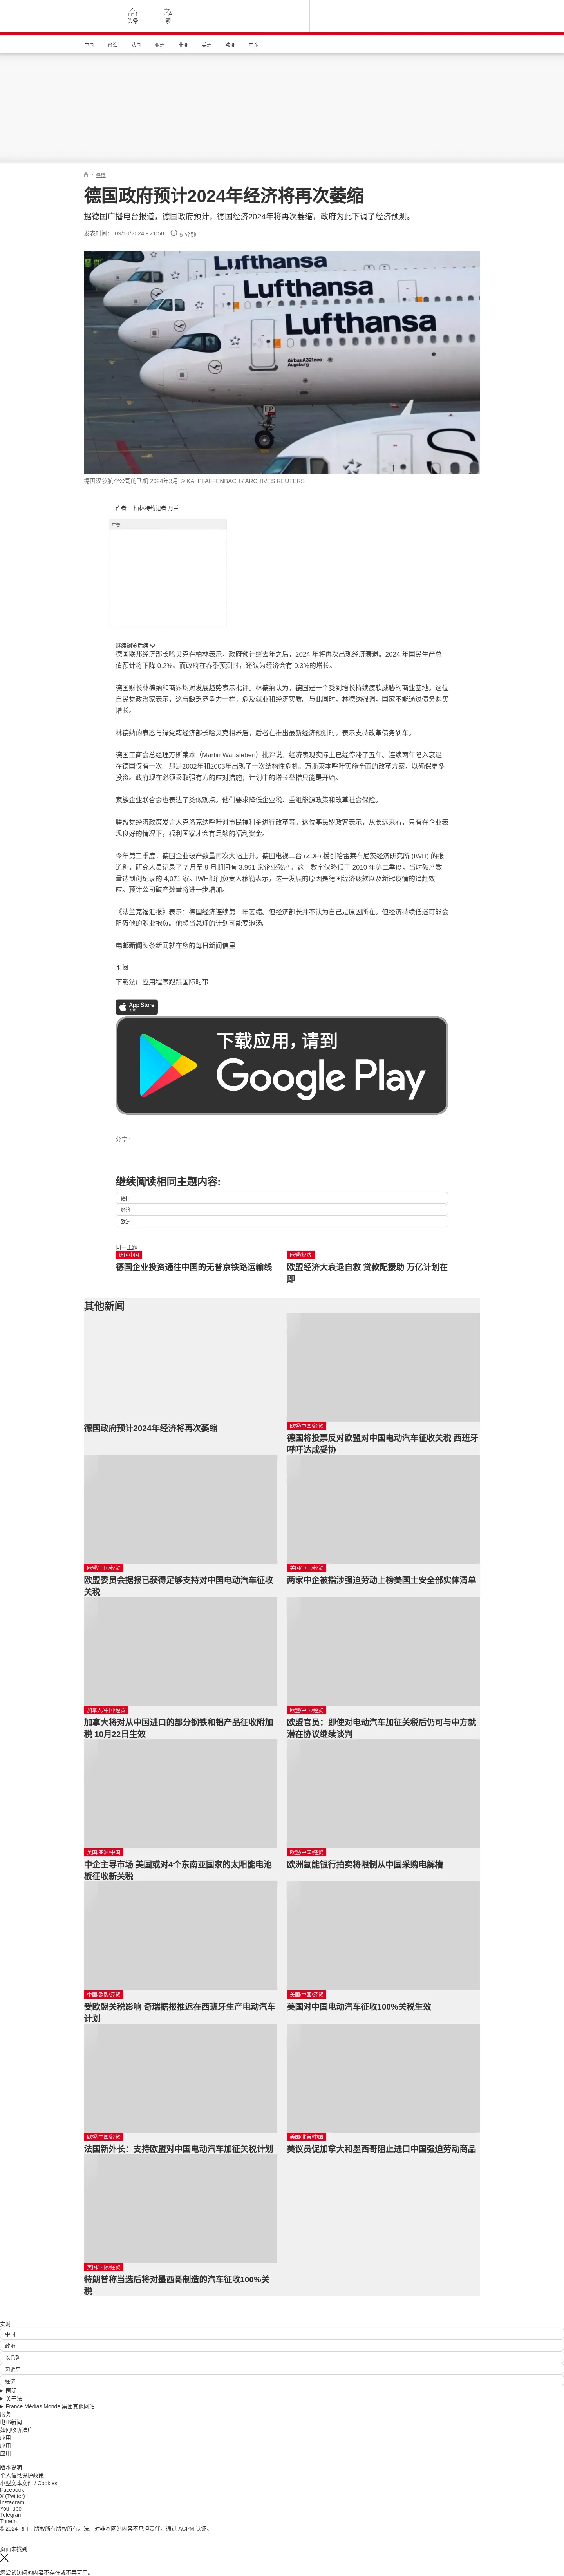 头条
繁
中国 台海 法国 亚洲 非洲 美洲 欧洲 中东
/ 经贸
德国政府预计2024年经济将再次萎缩
据德国广播电台报道，德国政府预计，德国经济2024年将再次萎缩，政府为此下调了经济预测。
发表时间： 09/10/2024 - 21:58 5 分钟
Lufthansa
Lufthansa
Lufthansa
Airbus A321neo
Augsburg
EP
S
德国汉莎航空公司的飞机 2024年3月 © KAI PFAFFENBACH / ARCHIVES REUTERS
作者： 柏林特约记者 丹兰
广告
继续浏览后续
德国联邦经济部长哈贝克在柏林表示，政府预计继去年之后，2024 年将再次出现经济衰退。2024 年国民生产总
值预计将下降 0.2%。而政府在春季预测时，还认为经济会有 0.3%的增长。
德国财长林德纳和商界均对发展趋势表示批评。林德纳认为，德国是一个受到增长持续疲软威胁的商业基地。这位
自民党政治家表示，这与缺乏竞争力一样，危及就业和经济实质。与此同时，林德纳强调，国家不能通过债务购买
增长。
林德纳的表态与绿党籍经济部长哈贝克相矛盾，后者在推出最新经济预测时，表示支持改革债务刹车。
德国工商会总经理万斯莱本（Martin Wansleben）批评说，经济表现实际上已经停滞了五年。连续两年陷入衰退
在德国仅有一次。那是2002年和2003年出现了一次结构性危机。万斯莱本呼吁实施全面的改革方案，以确保更多
投资。政府现在必须采取强有力的应对措施；计划中的增长举措只能是开始。
家族企业联合会也表达了类似观点。他们要求降低企业税、重组能源政策和改革社会保险。
联盟党经济政策发言人克洛克纳呼吁对市民福利金进行改革等。这位基民盟政客表示，从长远来看，只有在企业表
现良好的情况下，福利国家才会有足够的福利资金。
今年第三季度，德国企业破产数量再次大幅上升。德国电视二台 (ZDF) 援引哈雷莱布尼茨经济研究所 (IWH) 的报
道称，研究人员记录了 7 月至 9 月期间有 3,991 家企业破产。这一数字仅略低于 2010 年第二季度，当时破产数
量达到创纪录的 4,071 家。IWH部门负责人穆勒表示，这一发展的原因是德国经济疲软以及新冠疫情的追赶效
应。预计公司破产数量将进一步增加。
《法兰克福汇报》表示：德国经济连续第二年萎缩。但经济部长并不认为自己是原因所在。但经济持续低迷可能会
阻碍他的职业抱负。他想当总理的计划可能要泡汤。
电邮新闻头条新闻就在您的每日新闻信里
订阅
下载法广应用程序跟踪国际时事
App Store
下载
下载应用，请到
Google Play
分享 :
继续阅读相同主题内容:
德国
经济
欧洲
同一主题
德国中国
德国企业投资通往中国的无普京铁路运输线
欧盟/经济
欧盟经济大衰退自救 贷款配援助 万亿计划在
即
其他新闻
德国政府预计2024年经济将再次萎缩
欧盟/中国/经贸
德国将投票反对欧盟对中国电动汽车征收关税 西班牙
呼吁达成妥协
欧盟/中国/经贸
欧盟委员会据报已获得足够支持对中国电动汽车征收
关税
美国/中国/经贸
两家中企被指涉强迫劳动上榜美国土安全部实体清单
加拿大/中国/经贸
加拿大将对从中国进口的部分钢铁和铝产品征收附加
税 10月22日生效
欧盟/中国/经贸
欧盟官员：即使对电动汽车加征关税后仍可与中方就
潜在协议继续谈判
美国/亚洲/中国
中企主导市场 美国或对4个东南亚国家的太阳能电池
板征收新关税
欧盟/中国/经贸
欧洲氢能银行拍卖将限制从中国采购电解槽
中国/欧盟/经贸
受欧盟关税影响 奇瑞据报推迟在西班牙生产电动汽车
计划
美国/中国/经贸
美国对中国电动汽车征收100%关税生效
欧盟/中国/经贸
法国新外长：支持欧盟对中国电动汽车加征关税计划
美国/北美/中国
美议员促加拿大和墨西哥阻止进口中国强迫劳动商品
美国/国际/经贸
特朗普称当选后将对墨西哥制造的汽车征收100%关
税
实时
中国
政治
以色列
习近平
经济
国际
关于法广
France Médias Monde 集团其他网站
服务
电邮新闻
如何收听法广
应用
应用
应用
版本说明
个人信息保护政策
小型文本文件 / Cookies
Facebook
X (Twitter)
Instagram
YouTube
Telegram
TuneIn
© 2024 RFI – 版权所有版权所有。法广对非本网站内容不承担责任。通过 ACPM 认证。
页面未找到
您尝试访问的内容不存在或不再可用。